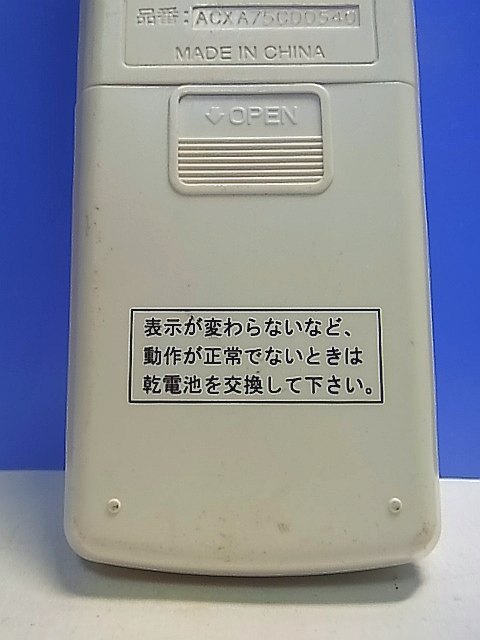 品番: ACXA75C00540
MADE IN CHINA
OPEN
表示が変わらないなど、
動作が正常でないときは
乾電池を交換して下さい。